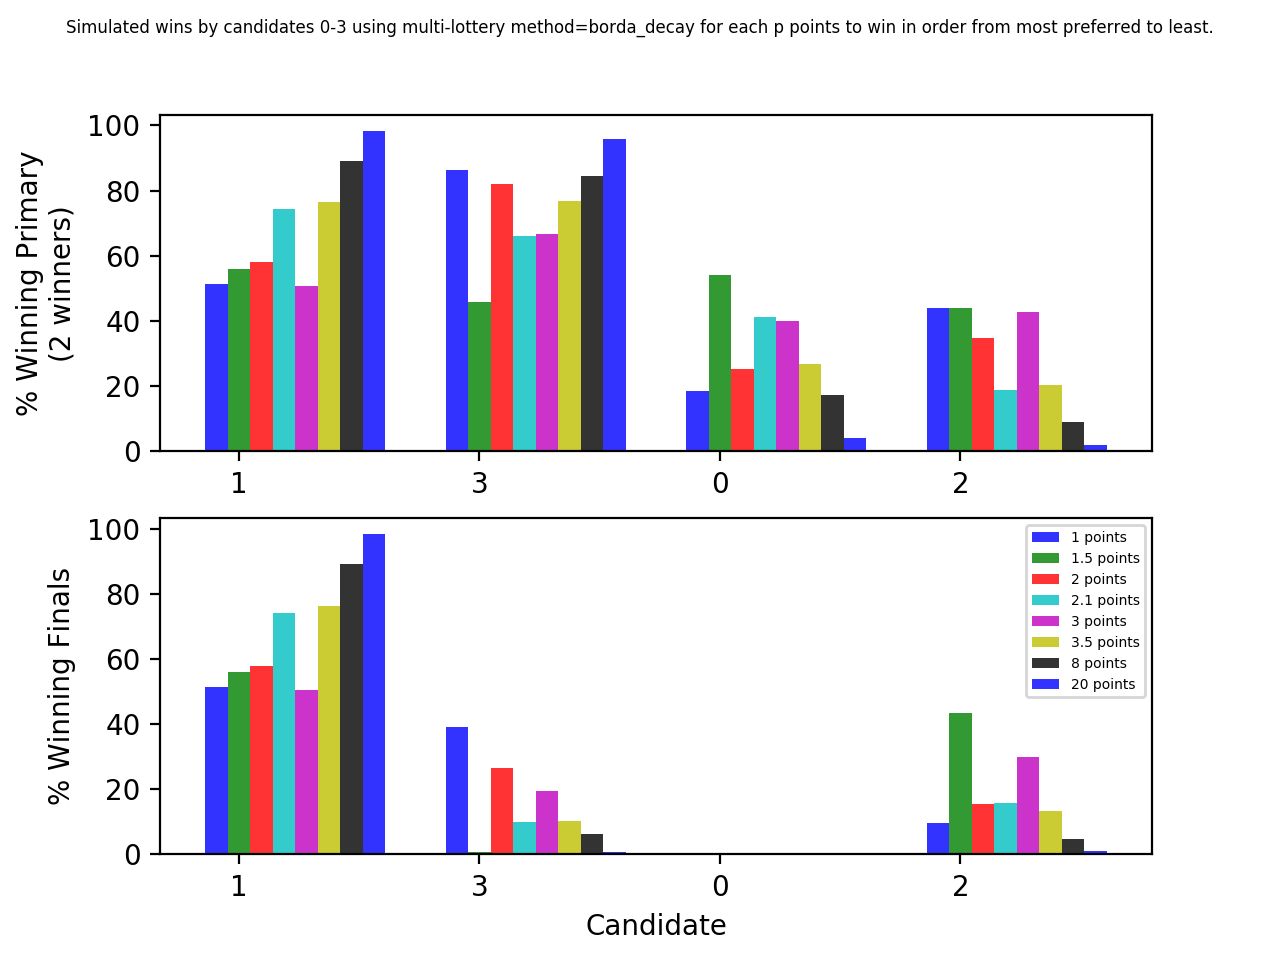 Simulated wins by candidates 0-3 using multi-lottery method=borda_decay for each p points to win in order from most preferred to least.
% Winning Primary
(2 winners)
100
80
60
40
20
0
1 3 0 2
% Winning Finals
100
80
60
40
20
0
1 points
1.5 points
2 points
2.1 points
3 points
3.5 points
8 points
20 points
1 3 0 2
Candidate